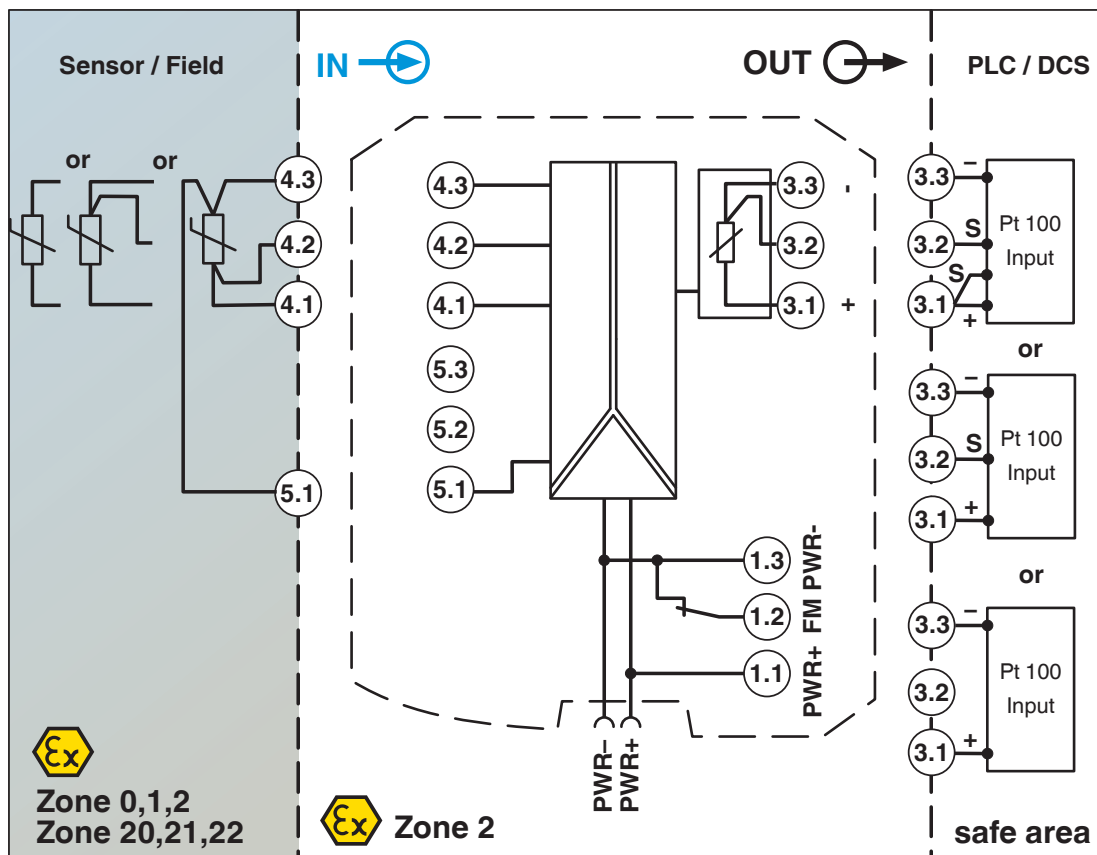 Sensor / Field
IN
OUT
PLC / DCS
or
or
4.3
4.2
4.1
5.1
4.3
4.2
4.1
5.3
5.2
5.1
3.3
-
3.2
3.1
+
1.3
1.2
1.1
PWR+ FM PWR-
PWR–
PWR+
3.3
–
3.2
S
S
3.1
+
Pt 100
Input
or
3.3
–
3.2
S
3.1
+
Pt 100
Input
or
3.3
–
3.2
3.1
+
Pt 100
Input
Ex
Zone 0,1,2
Zone 20,21,22
Ex
Zone 2
safe area